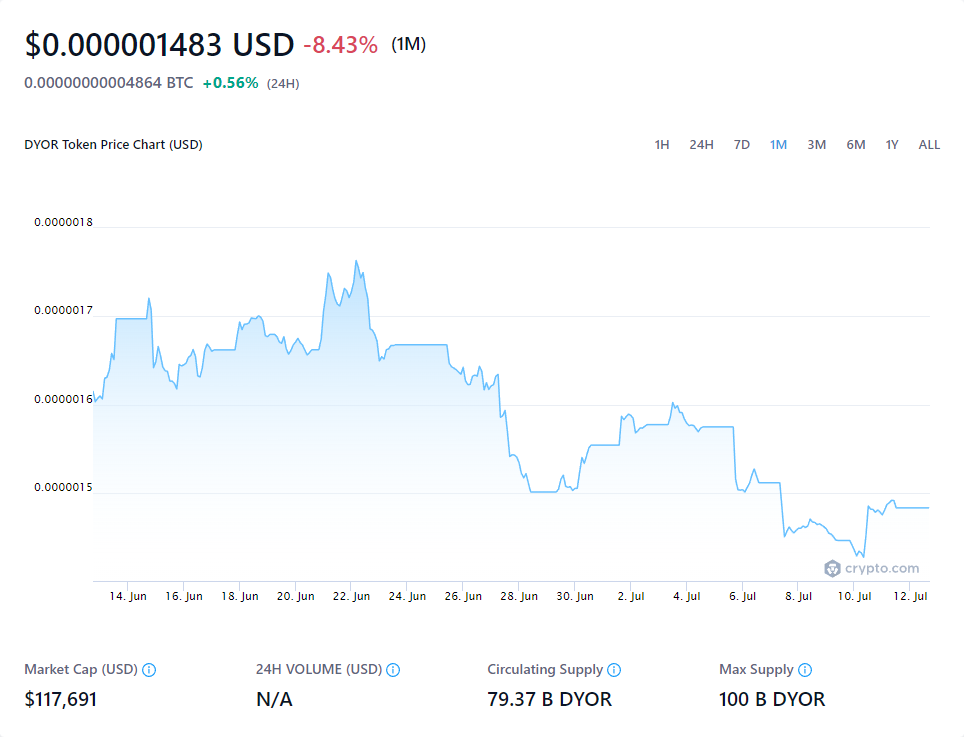 $0.000001483 USD -8.43% (1M)
0.00000000004864 BTC +0.56% (24H)
DYOR Token Price Chart (USD) 1H 24H 7D 1M 3M 6M 1Y ALL
0.0000018
0.0000017
0.0000016
0.0000015
crypto.com
14. Jun 16. Jun 18. Jun 20. Jun 22. Jun 24. Jun 26. Jun 28. Jun 30. Jun 2. Jul 4. Jul 6. Jul 8. Jul 10. Jul 12. Jul
Market Cap (USD) 24H VOLUME (USD) Circulating Supply Max Supply
$117,691 N/A 79.37 B DYOR 100 B DYOR